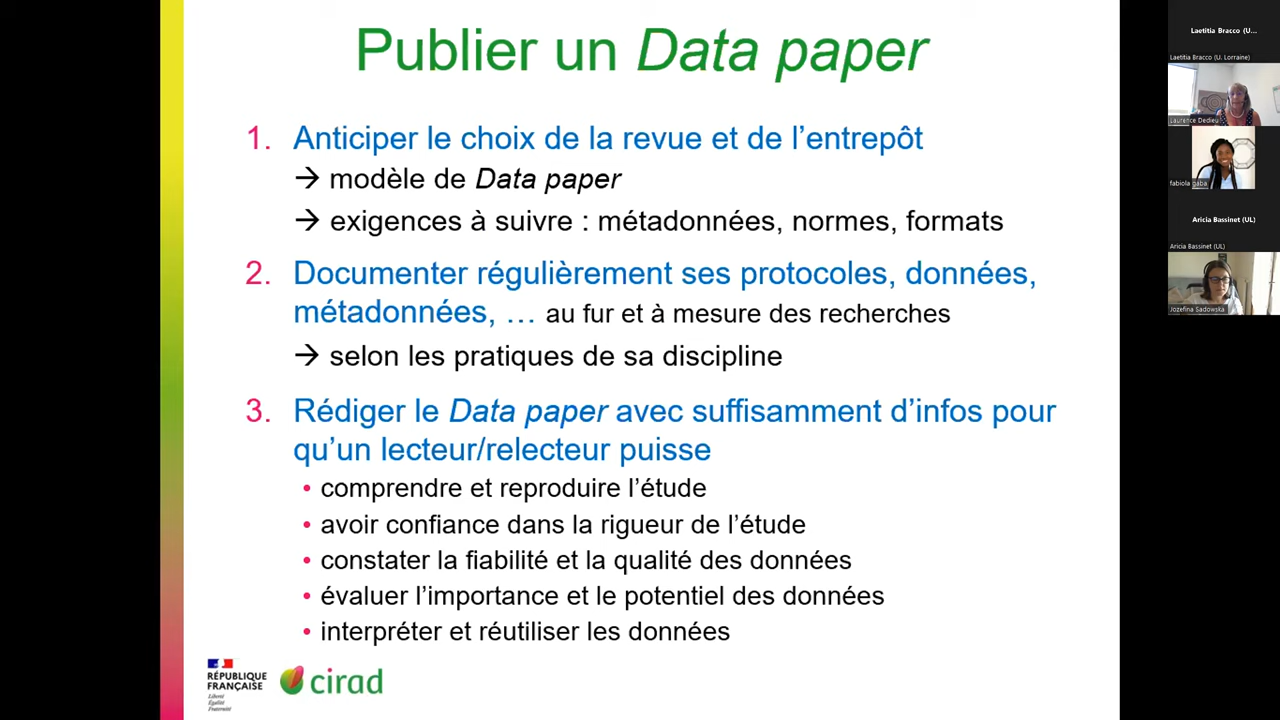 Publier un Data paper
1. Anticiper le choix de la revue et de l’entrepôt
→ modèle de Data paper
→ exigences à suivre : métadonnées, normes, formats
2. Documenter régulièrement ses protocoles, données,
métadonnées, … au fur et à mesure des recherches
→ selon les pratiques de sa discipline
3. Rédiger le Data paper avec suffisamment d’infos pour
qu’un lecteur/relecteur puisse
• comprendre et reproduire l’étude
• avoir confiance dans la rigueur de l’étude
• constater la fiabilité et la qualité des données
• évaluer l’importance et le potentiel des données
• interpréter et réutiliser les données
RÉPUBLIQUE
FRANÇAISE
Liberté
Égalité
Fraternité
cirad
Laetitia Bracco (U...
Laetitia Bracco (U. Lorraine)
Laurence Dedieu
fabiola gaba
Aricia Bassinet (UL)
Aricia Bassinet (UL)
Jozefina Sadowska